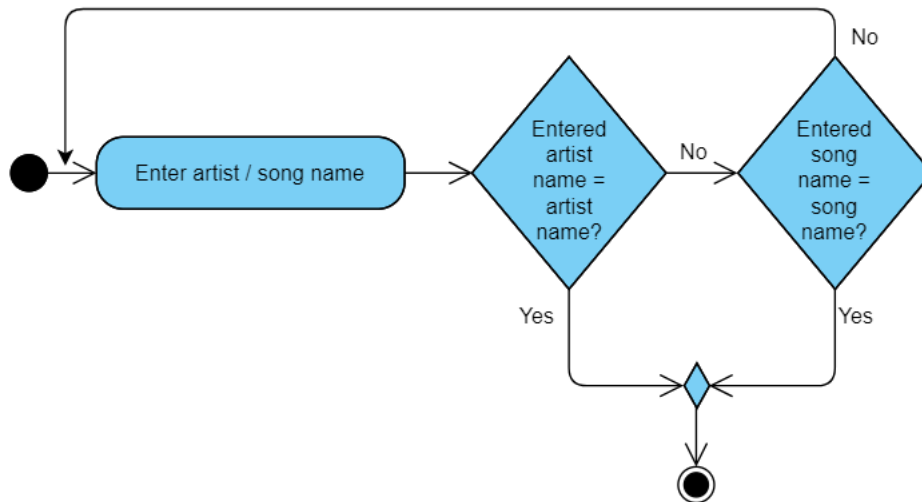 No
Enter artist / song name
Entered
artist
name =
artist
name?
No
Entered
song
name =
song
name?
Yes
Yes